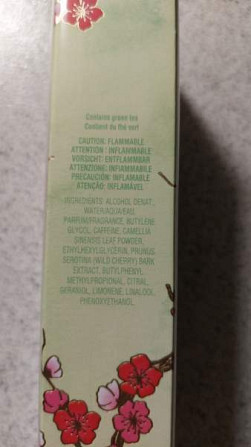 Contains green tea
Contient du thé vert
CAUTION: FLAMMABLE
ATTENTION : INFLAMMABLE
VORSICHT: ENTFLAMMBAR
ATTENZIONE: INFIAMMABILE
PRECAUCIÓN: INFLAMABLE
ATENÇÃO: INFLAMÁVEL
INGREDIENTS: ALCOHOL DENAT.,
WATER/AQUA/EAU,
PARFUM/FRAGRANCE, BUTYLENE
GLYCOL, CAFFEINE, CAMELLIA
SINENSIS LEAF POWDER,
ETHYLHEXYLGLYCERIN, PRUNUS
SEROTINA (WILD CHERRY) BARK
EXTRACT, BUTYLPHENYL
METHYLPROPIONAL, CITRAL,
GERANIOL, LIMONENE, LINALOOL,
PHENOXYETHANOL.